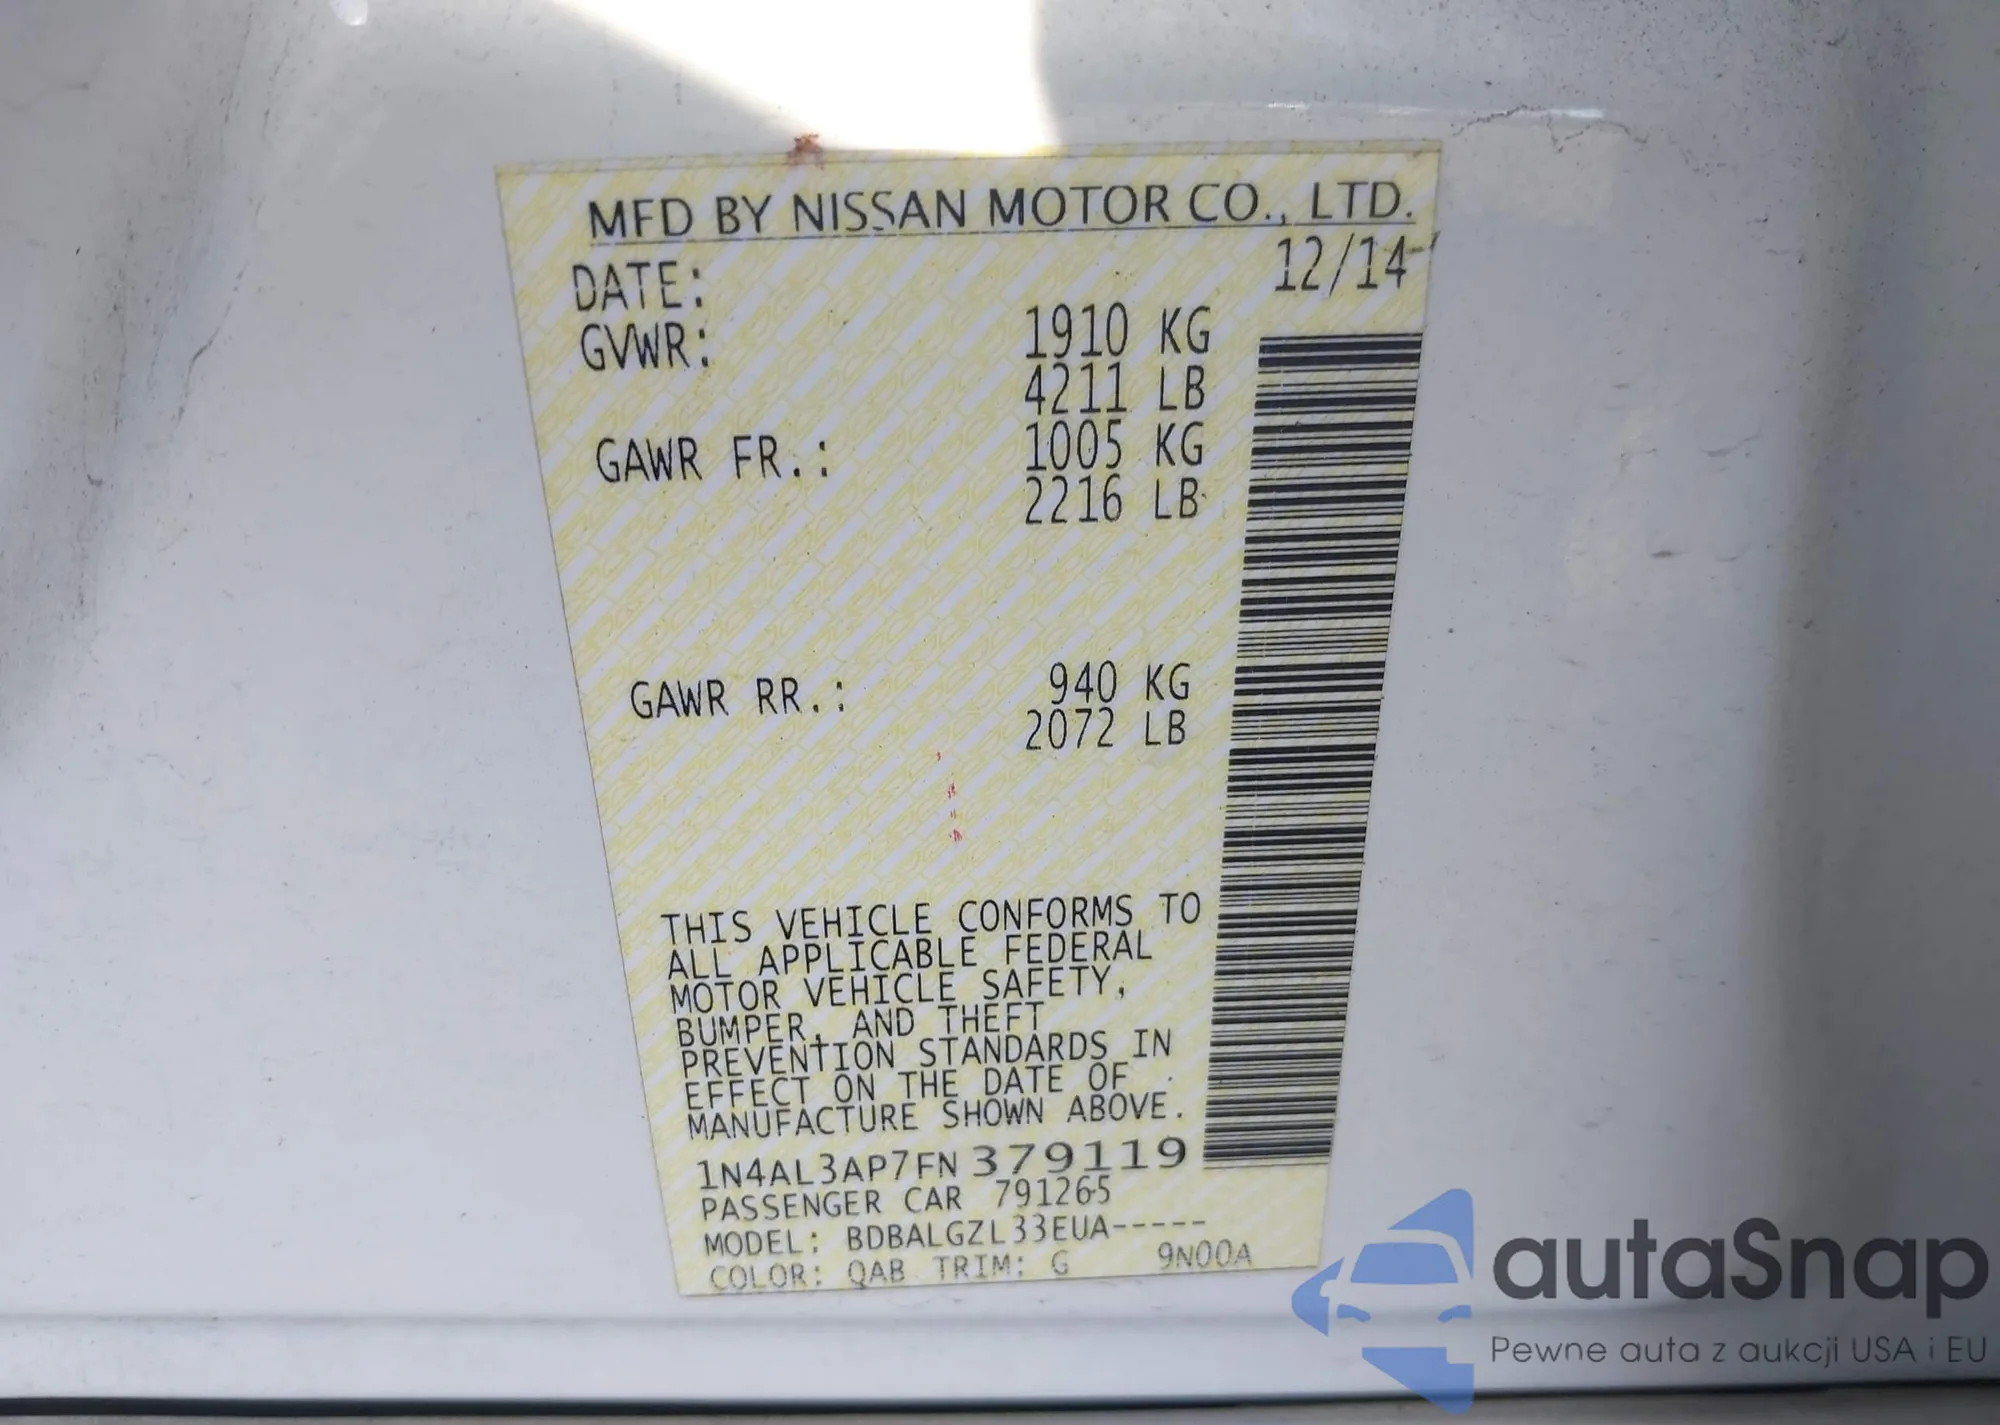 MFD BY NISSAN MOTOR CO., LTD.
DATE: 12/14
GVWR: 1910 KG
4211 LB
GAWR FR.: 1005 KG
2216 LB
GAWR RR.: 940 KG
2072 LB
THIS VEHICLE CONFORMS TO
ALL APPLICABLE FEDERAL
MOTOR VEHICLE SAFETY,
BUMPER, AND THEFT
PREVENTION STANDARDS IN
EFFECT ON THE DATE OF
MANUFACTURE SHOWN ABOVE.
1N4AL3AP7FN 379119
PASSENGER CAR 791265
MODEL: BDBALGZL33EUA-----
COLOR: QAB TRIM: G 9N00A
autaSnap
Pewne auta z aukcji USA i EU